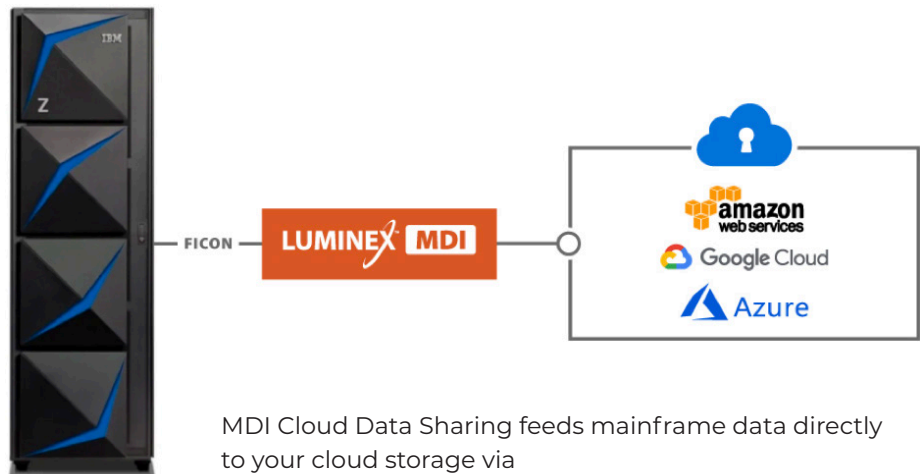 IBM
Z
FICON
LUMINEX MDI
amazon
web services
Google Cloud
Azure
MDI Cloud Data Sharing feeds mainframe data directly
to your cloud storage via